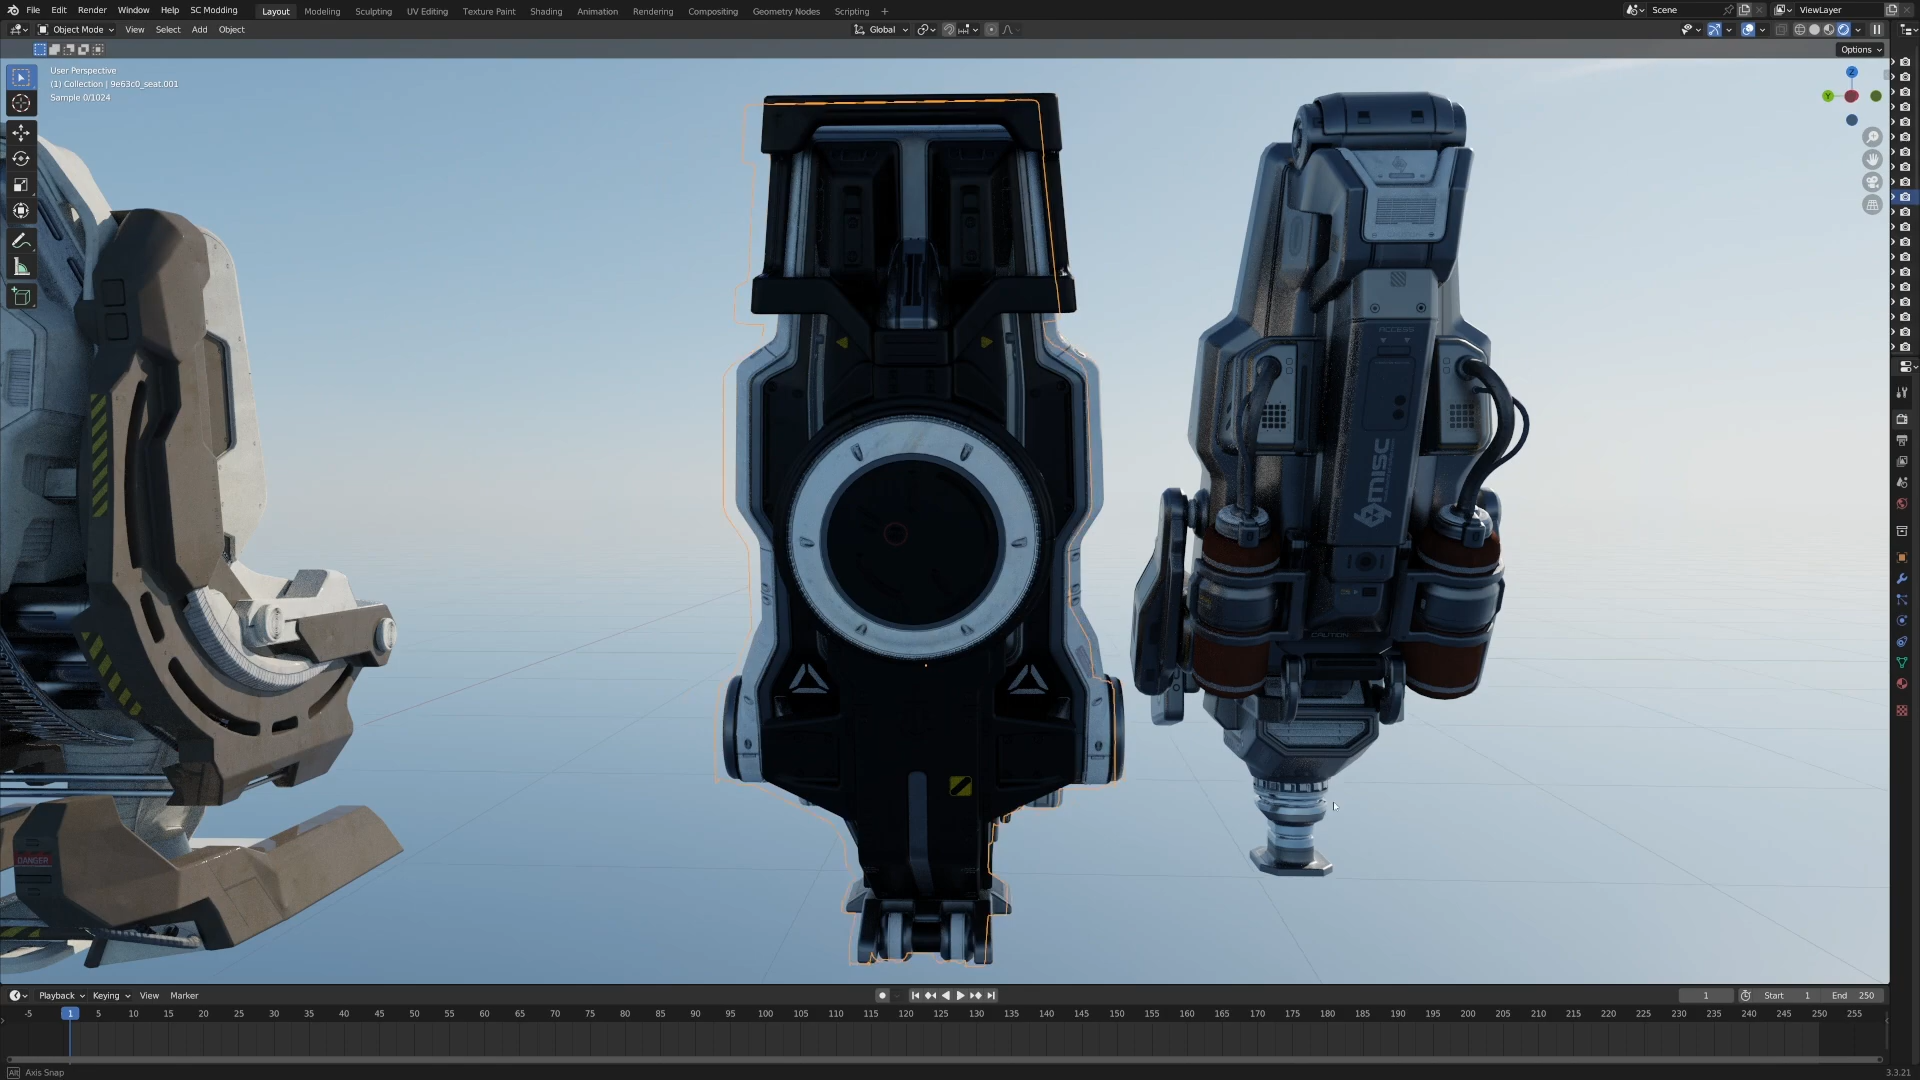 File Edit Render Window Help SC Modding Layout Modeling Sculpting UV Editing Texture Paint Shading Animation Rendering Compositing Geometry Nodes Scripting + Scene ViewLayer
Object Mode View Select Add Object Global
Options
User Perspective
(1) Collection | 9e63c0_seat.001
Sample 0/1024
Z
Y
ACCESS
MISC
CAUTION
DANGER
Playback Keying View Marker 1 Start 1 End 250
-5 1 5 10 15 20 25 30 35 40 45 50 55 60 65 70 75 80 85 90 95 100 105 110 115 120 125 130 135 140 145 150 155 160 165 170 175 180 185 190 195 200 205 210 215 220 225 230 235 240 245 250 255
Alt Axis Snap 3.3.21